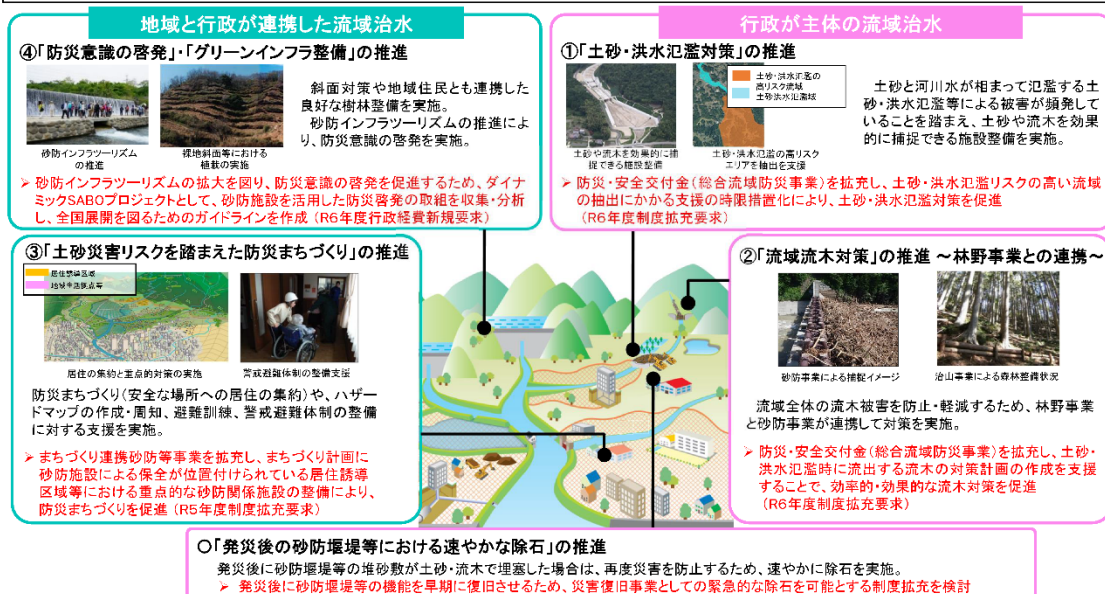 地域と行政が連携した流域治水
④「防災意識の啓発」・「グリーンインフラ整備」の推進
斜面対策や地域住民とも連携した
良好な樹林整備を実施。
砂防インフラツーリズムの推進によ
り、防災意識の啓発を実施。
砂防インフラツーリズム
の推進
裸地斜面等における
植栽の実施
➢ 砂防インフラツーリズムの拡大を図り、防災意識の啓発を促進するため、ダイナ
ミックSABOプロジェクトとして、砂防施設を活用した防災啓発の取組を収集・分析
し、全国展開を図るためのガイドラインを作成（R6年度行政経費新規要求）
③「土砂災害リスクを踏まえた防災まちづくり」の推進
居住誘導区域
地域生活拠点等
居住の集約と重点的対策の実施
警戒避難体制の整備支援
防災まちづくり（安全な場所への居住の集約）や、ハザー
ドマップの作成・周知、避難訓練、警戒避難体制の整備
に対する支援を実施。
➢ まちづくり連携砂防等事業を拡充し、まちづくり計画に
砂防施設による保全が位置付けられている居住誘導
区域等における重点的な砂防関係施設の整備により、
防災まちづくりを促進（R5年度制度拡充要求）
行政が主体の流域治水
①「土砂・洪水氾濫対策」の推進
土砂・洪水氾濫の
高リスク流域
土砂洪水氾濫域
土砂と河川水が相まって氾濫する土
砂・洪水氾濫等による被害が頻発して
いることを踏まえ、土砂や流木を効果
的に捕捉できる施設整備を実施。
土砂や流木を効果的に捕
捉できる施設整備
土砂・洪水氾濫の高リスク
エリアを抽出を支援
➢ 防災・安全交付金（総合流域防災事業）を拡充し、土砂・洪水氾濫リスクの高い流域
の抽出にかかる支援の時限措置化により、土砂・洪水氾濫対策を促進
（R6年度制度拡充要求）
②「流域流木対策」の推進 ～林野事業との連携～
砂防事業による捕捉イメージ
治山事業による森林整備状況
流域全体の流木被害を防止・軽減するため、林野事業
と砂防事業が連携して対策を実施。
➢ 防災・安全交付金（総合流域防災事業）を拡充し、土砂・
洪水氾濫時に流出する流木の対策計画の作成を支援
することで、効率的・効果的な流木対策を促進
（R6年度制度拡充要求）
○「発災後の砂防堰堤等における速やかな除石」の推進
発災後に砂防堰堤等の堆砂敷が土砂・流木で埋塞した場合は、再度災害を防止するため、速やかに除石を実施。
➢ 発災後に砂防堰堤等の機能を早期に復旧させるため、災害復旧事業としての緊急的な除石を可能とする制度拡充を検討